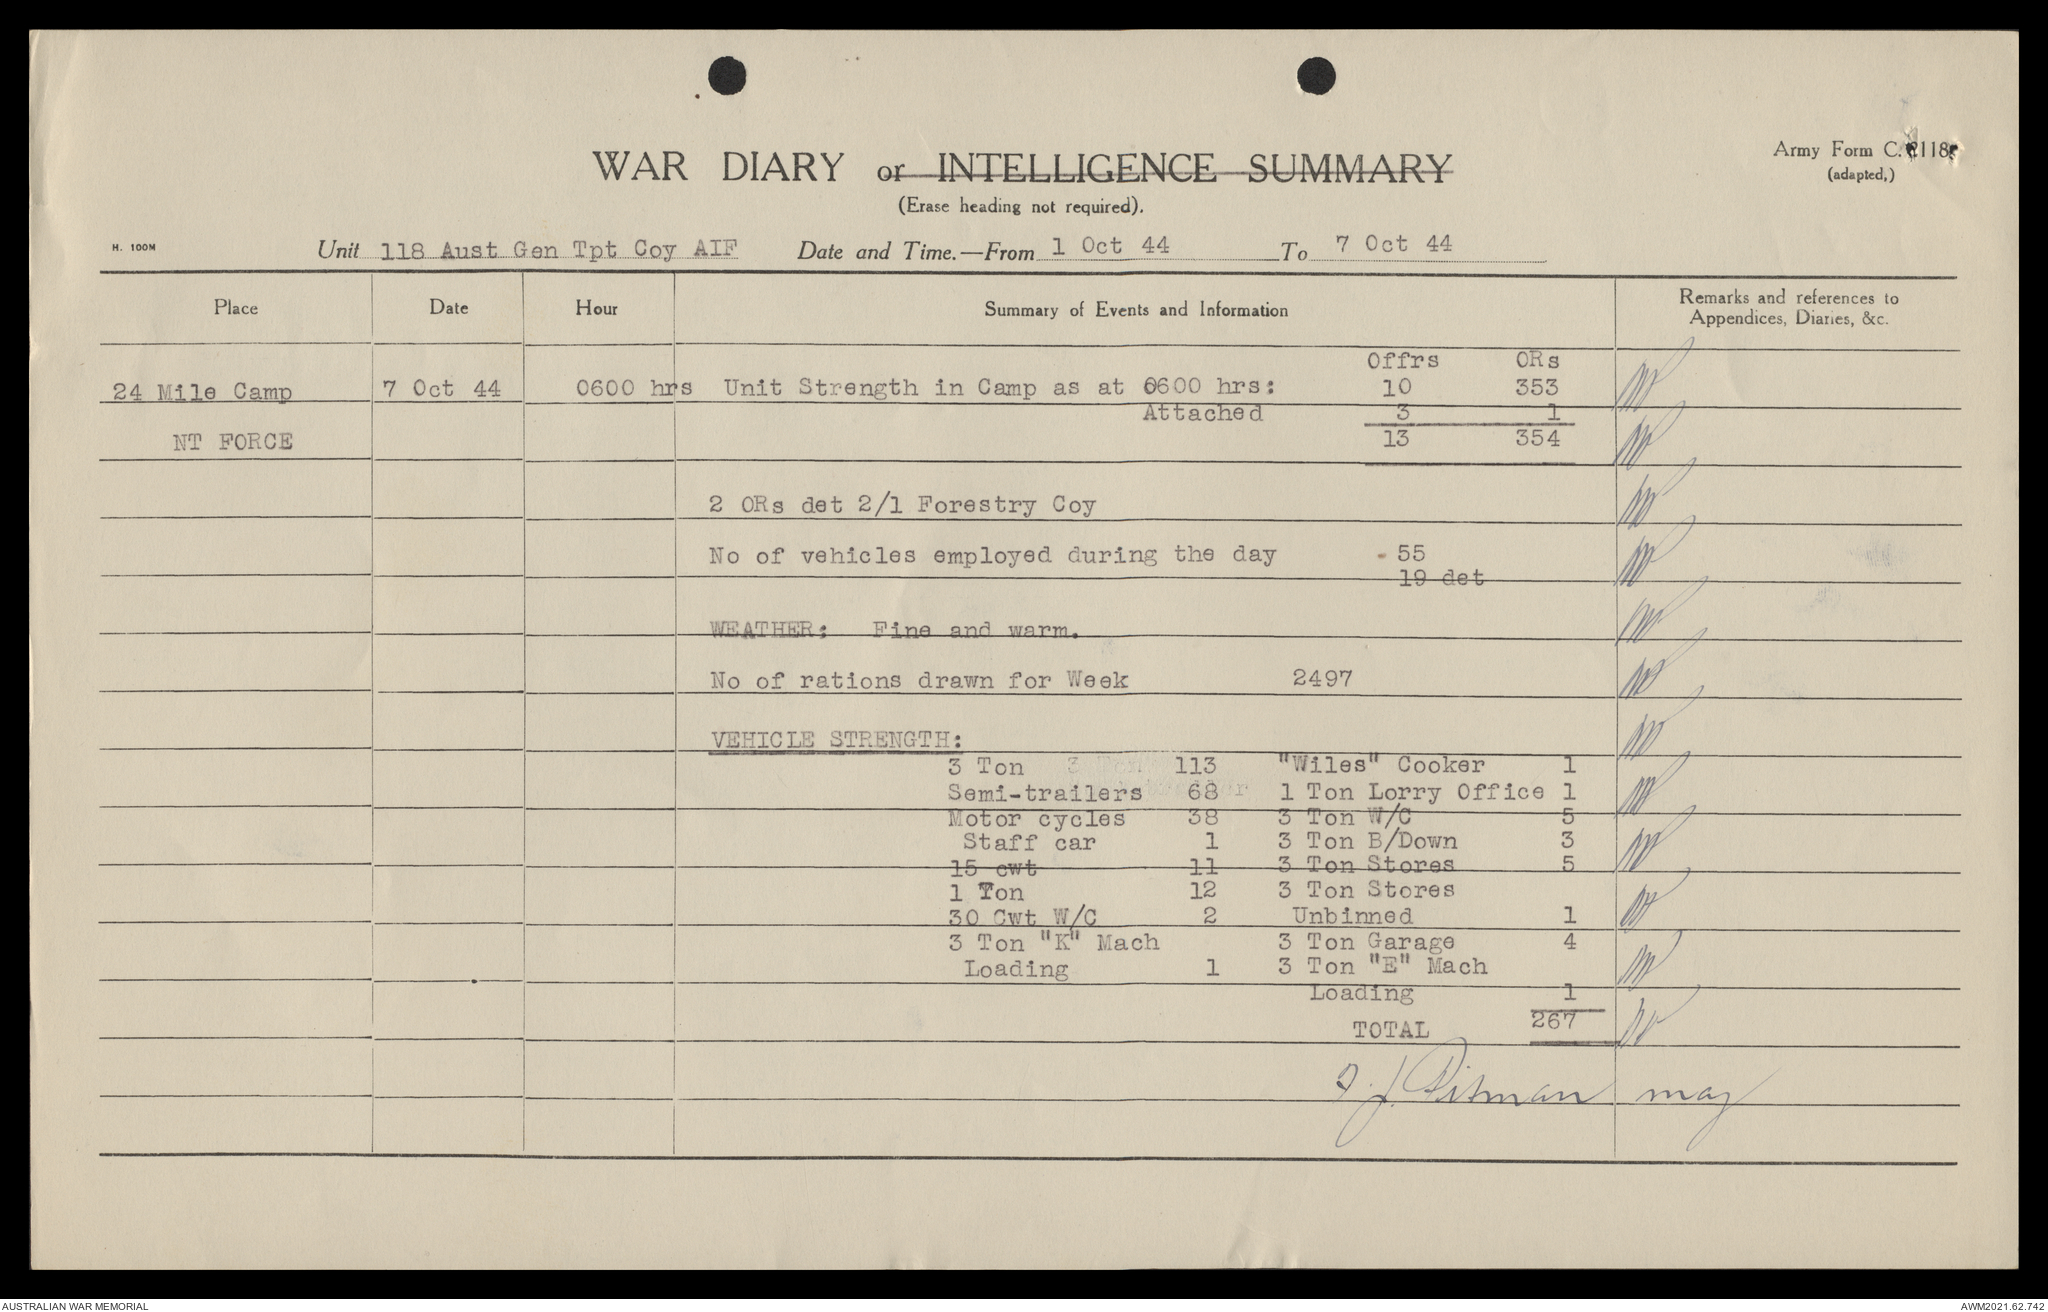 WAR DIARY or INTELLIGENCE SUMMARY
(Erase heading not required).
Army Form C. 2118.
(adapted,)
H. 100M
Unit 118 Aust Gen Tpt Coy AIF Date and Time.—From 1 Oct 44 To 7 Oct 44
Place Date Hour Summary of Events and Information Remarks and references to
Appendices, Diaries, &c.
Offrs ORs
24 Mile Camp 7 Oct 44 0600 hrs Unit Strength in Camp as at 0600 hrs: 10 353
Attached 3 1
NT FORCE 13 354
2 ORs det 2/1 Forestry Coy
No of vehicles employed during the day - 55
19 det
WEATHER: Fine and warm.
No of rations drawn for Week 2497
VEHICLE STRENGTH:
3 Ton 113 "Wiles" Cooker 1
Semi-trailers 68 1 Ton Lorry Office 1
Motor cycles 38 3 Ton W/C 5
Staff car 1 3 Ton B/Down 3
15 cwt 11 3 Ton Stores 5
1 Ton 12 3 Ton Stores
30 Cwt W/C 2 Unbinned 1
3 Ton "K" Mach 3 Ton Garage 4
Loading 1 3 Ton "E" Mach
Loading 1
TOTAL 267
J. Pitman Maj
AUSTRALIAN WAR MEMORIAL
AWM2021.62.742